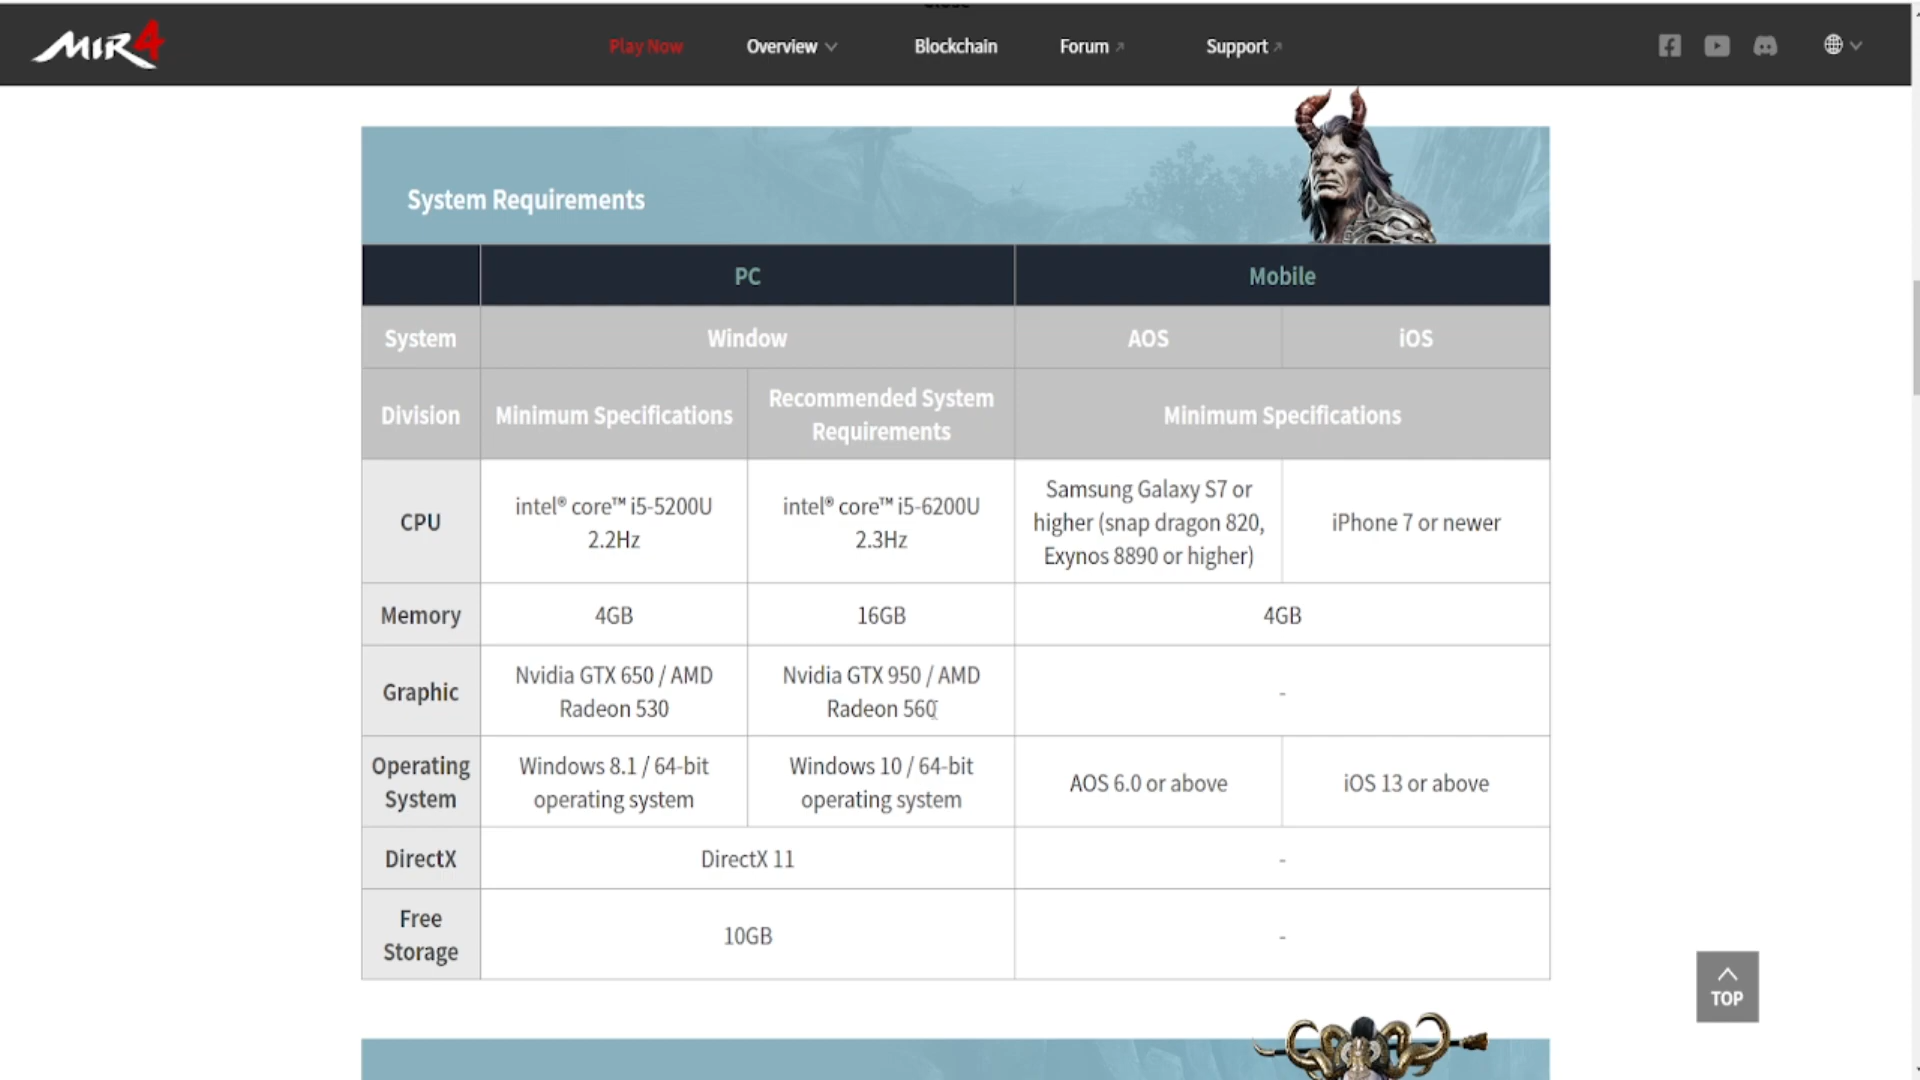 Close
MIR4
Play Now
Overview
Blockchain
Forum
Support
System Requirements
PC
Mobile
System
Window
AOS
iOS
Division
Minimum Specifications
Recommended System
Requirements
Minimum Specifications
CPU
intel® core™ i5-5200U
2.2Hz
intel® core™ i5-6200U
2.3Hz
Samsung Galaxy S7 or
higher (snap dragon 820,
Exynos 8890 or higher)
iPhone 7 or newer
Memory
4GB
16GB
4GB
Graphic
Nvidia GTX 650 / AMD
Radeon 530
Nvidia GTX 950 / AMD
Radeon 560
-
Operating
System
Windows 8.1 / 64-bit
operating system
Windows 10 / 64-bit
operating system
AOS 6.0 or above
iOS 13 or above
DirectX
DirectX 11
-
Free
Storage
10GB
-
TOP